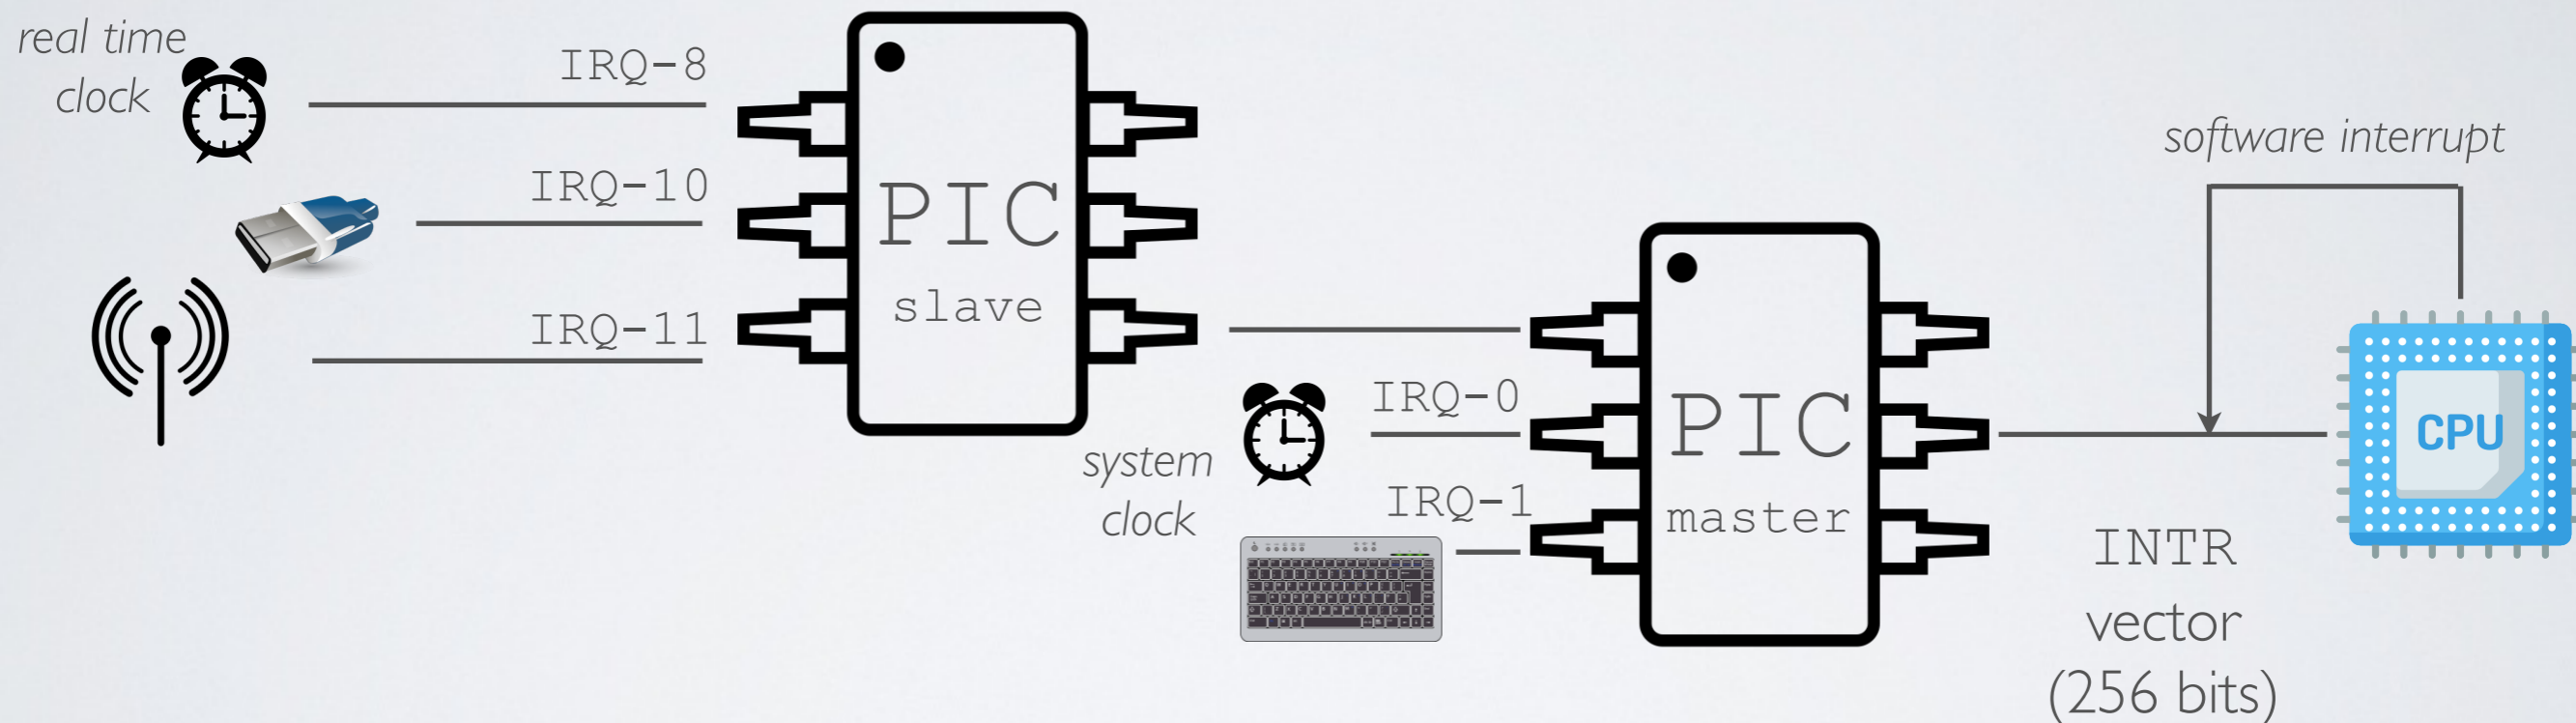 real time
clock
IRQ-8
IRQ-10
IRQ-11
PIC
slave
system
clock
IRQ-0
IRQ-1
PIC
master
software interrupt
CPU
INTR
vector
(256 bits)